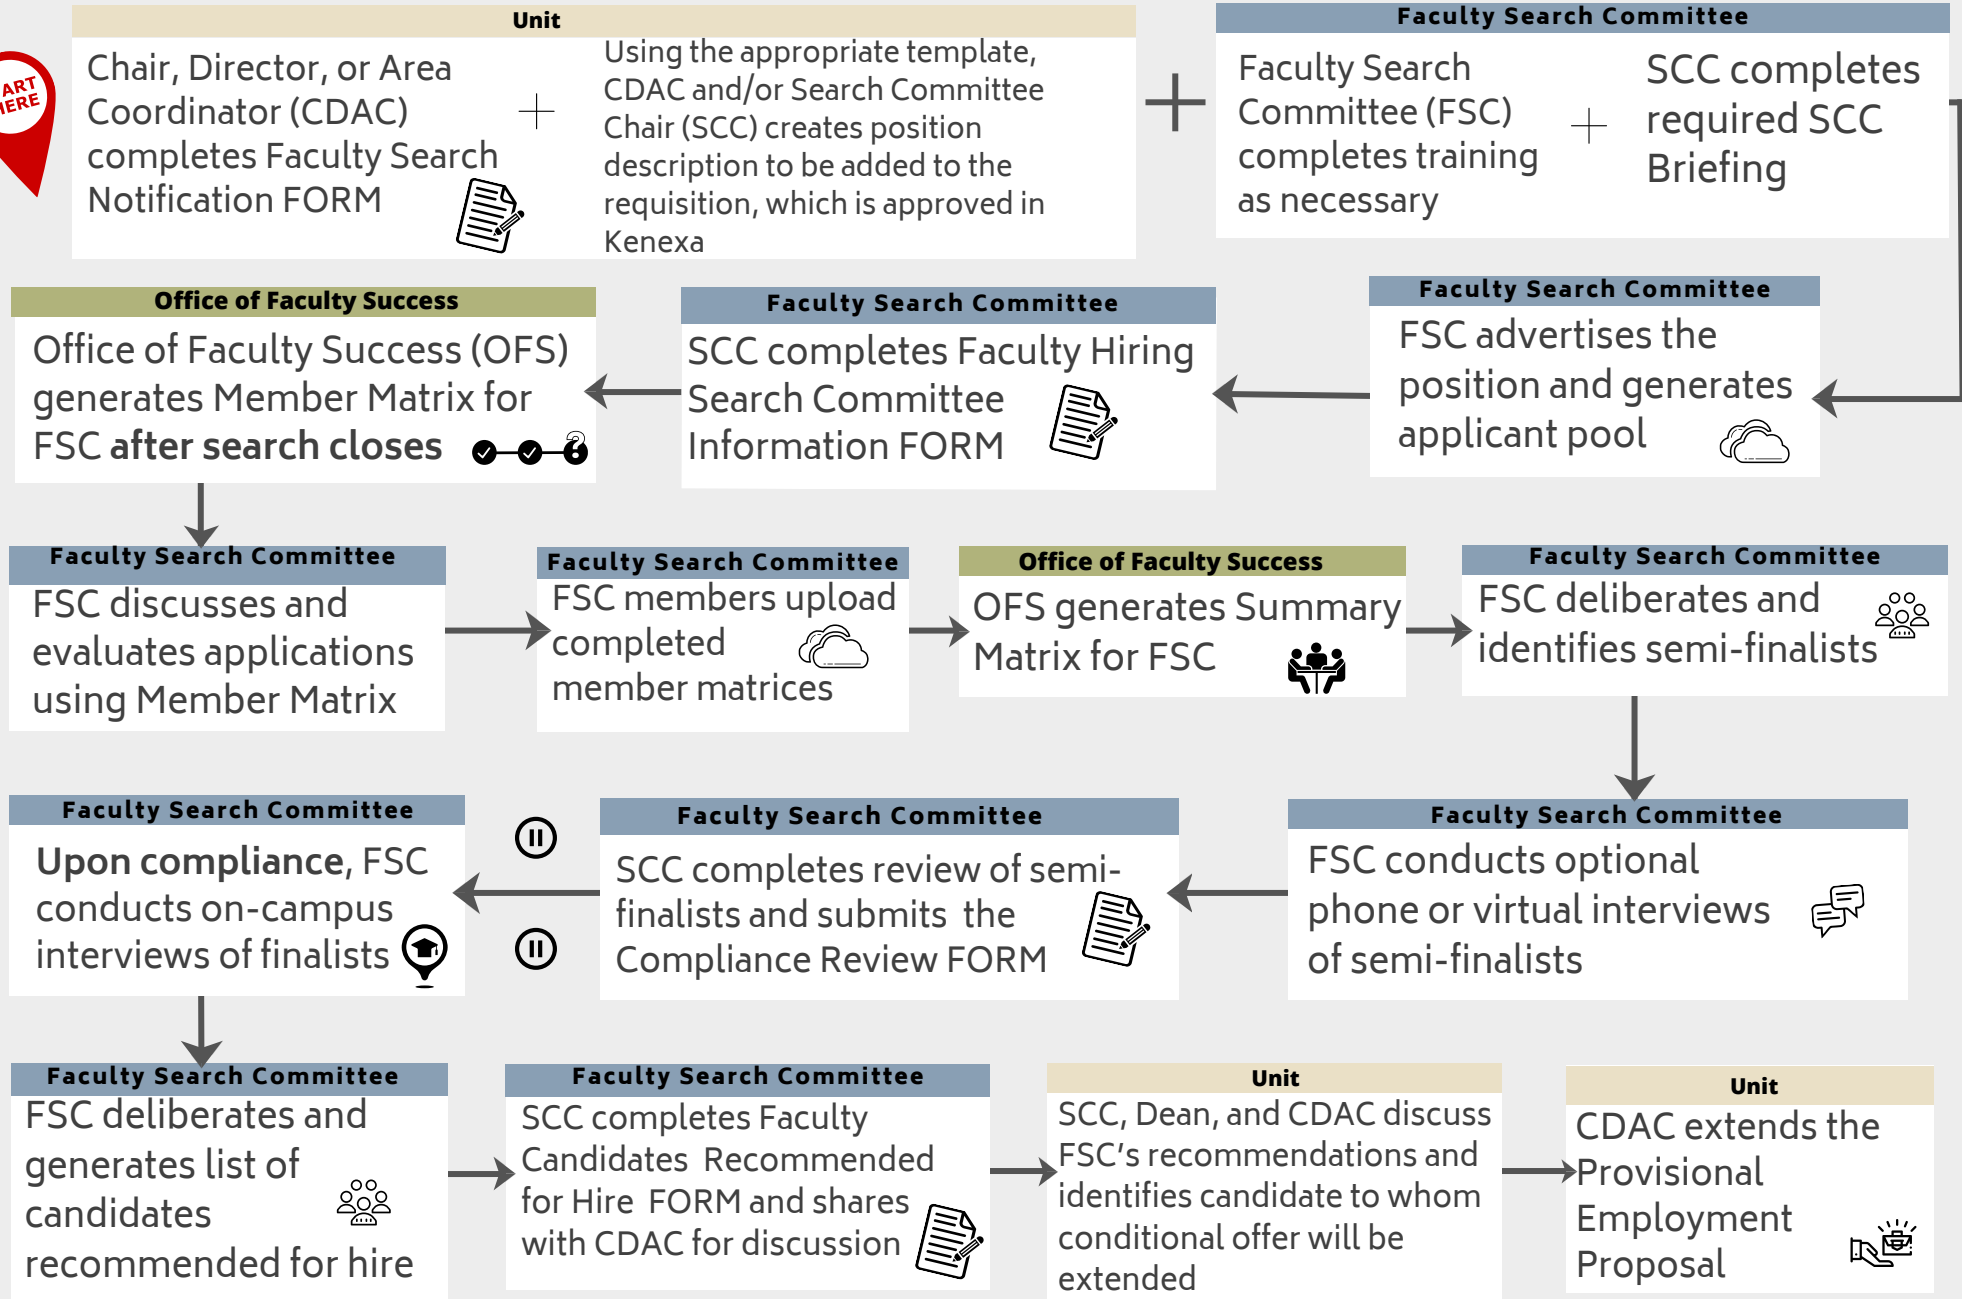 START
HERE
Unit
Chair, Director, or Area
Coordinator (CDAC)
completes Faculty Search
Notification FORM
Using the appropriate template,
CDAC and/or Search Committee
Chair (SCC) creates position
description to be added to the
requisition, which is approved in
Kenexa
Faculty Search Committee
Faculty Search
Committee (FSC)
completes training
as necessary
SCC completes
required SCC
Briefing
Faculty Search Committee
FSC advertises the
position and generates
applicant pool
Faculty Search Committee
SCC completes Faculty Hiring
Search Committee
Information FORM
Office of Faculty Success
Office of Faculty Success (OFS)
generates Member Matrix for
FSC after search closes
Faculty Search Committee
FSC discusses and
evaluates applications
using Member Matrix
Faculty Search Committee
FSC members upload
completed
member matrices
Office of Faculty Success
OFS generates Summary
Matrix for FSC
Faculty Search Committee
FSC deliberates and
identifies semi-finalists
Faculty Search Committee
FSC conducts optional
phone or virtual interviews
of semi-finalists
Faculty Search Committee
SCC completes review of semi-
finalists and submits the
Compliance Review FORM
Faculty Search Committee
Upon compliance, FSC
conducts on-campus
interviews of finalists
Faculty Search Committee
FSC deliberates and
generates list of
candidates
recommended for hire
Faculty Search Committee
SCC completes Faculty
Candidates Recommended
for Hire FORM and shares
with CDAC for discussion
Unit
SCC, Dean, and CDAC discuss
FSC's recommendations and
identifies candidate to whom
conditional offer will be
extended
Unit
CDAC extends the
Provisional
Employment
Proposal